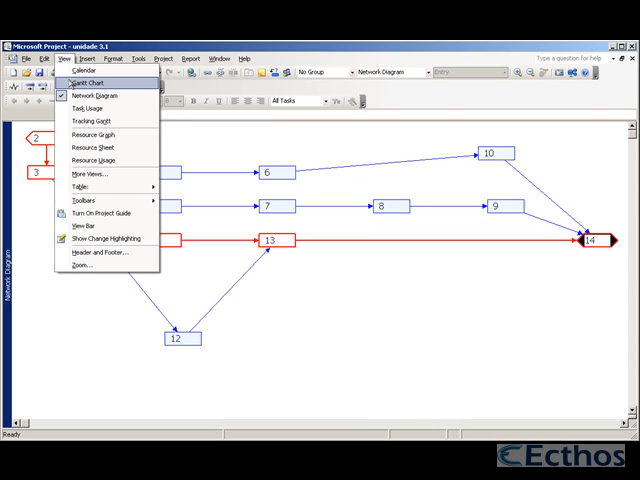 Microsoft Project - unidade 3.1
File Edit View Insert Format Tools Project Report Window Help
Type a question for help
No Group
Network Diagram
Entry
8
B I U
All Tasks
Calendar
Gantt Chart
Network Diagram
Task Usage
Tracking Gantt
Resource Graph
Resource Sheet
Resource Usage
More Views...
Table:
Toolbars
Turn On Project Guide
View Bar
Show Change Highlighting
Header and Footer...
Zoom...
2
10
3
6
7
8
9
13
14
12
Network Diagram
Ready
Ecthos